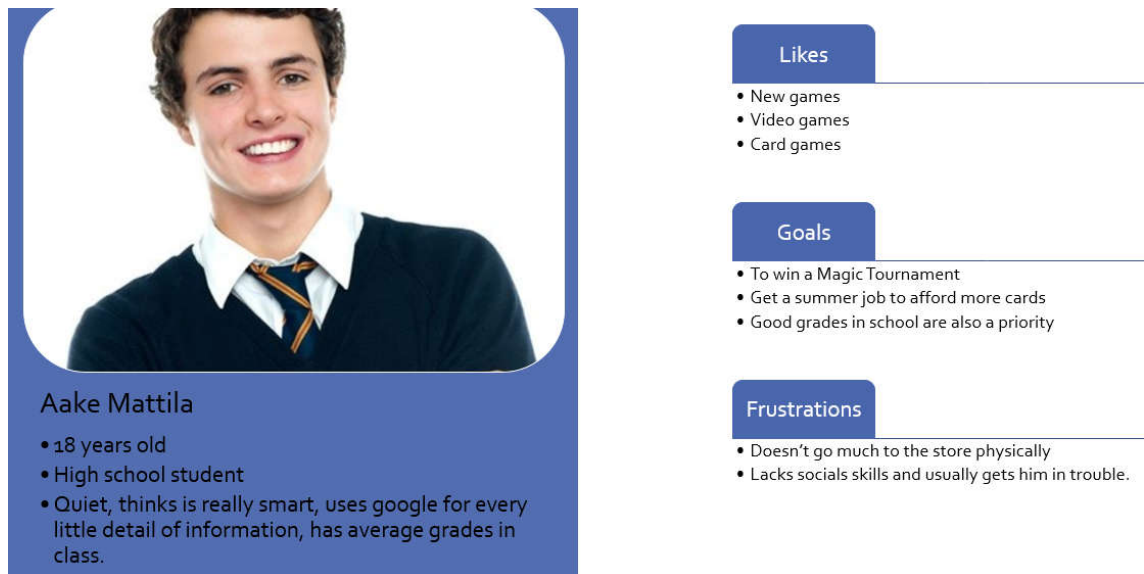 Aake Mattila
• 18 years old
• High school student
• Quiet, thinks is really smart, uses google for every
little detail of information, has average grades in
class.
Likes
• New games
• Video games
• Card games
Goals
• To win a Magic Tournament
• Get a summer job to afford more cards
• Good grades in school are also a priority
Frustrations
• Doesn't go much to the store physically
• Lacks socials skills and usually gets him in trouble.